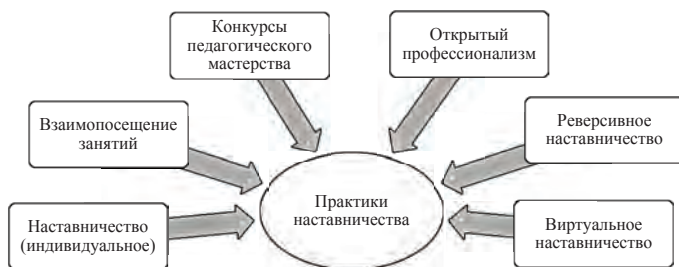 Конкурсы
педагогического
мастерства
Открытый
профессионализм
Взаимопосещение
занятий
Реверсивное
наставничество
Практики
наставничества
Наставничество
(индивидуальное)
Виртуальное
наставничество